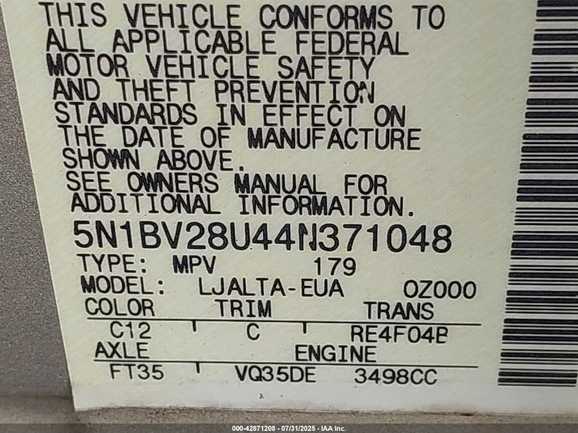 THIS VEHICLE CONFORMS TO
ALL APPLICABLE FEDERAL
MOTOR VEHICLE SAFETY
AND THEFT PREVENTION
STANDARDS IN EFFECT ON
THE DATE OF MANUFACTURE
SHOWN ABOVE.
SEE OWNERS MANUAL FOR
ADDITIONAL INFORMATION.
5N1BV28U44N371048
TYPE: MPV 179
MODEL: LJALTA-EUA OZ000
COLOR TRIM TRANS
C12 C RE4F04B
AXLE ENGINE
FT35 VQ35DE 3498CC
000-42871208 - 07/31/2025 - IAA Inc.